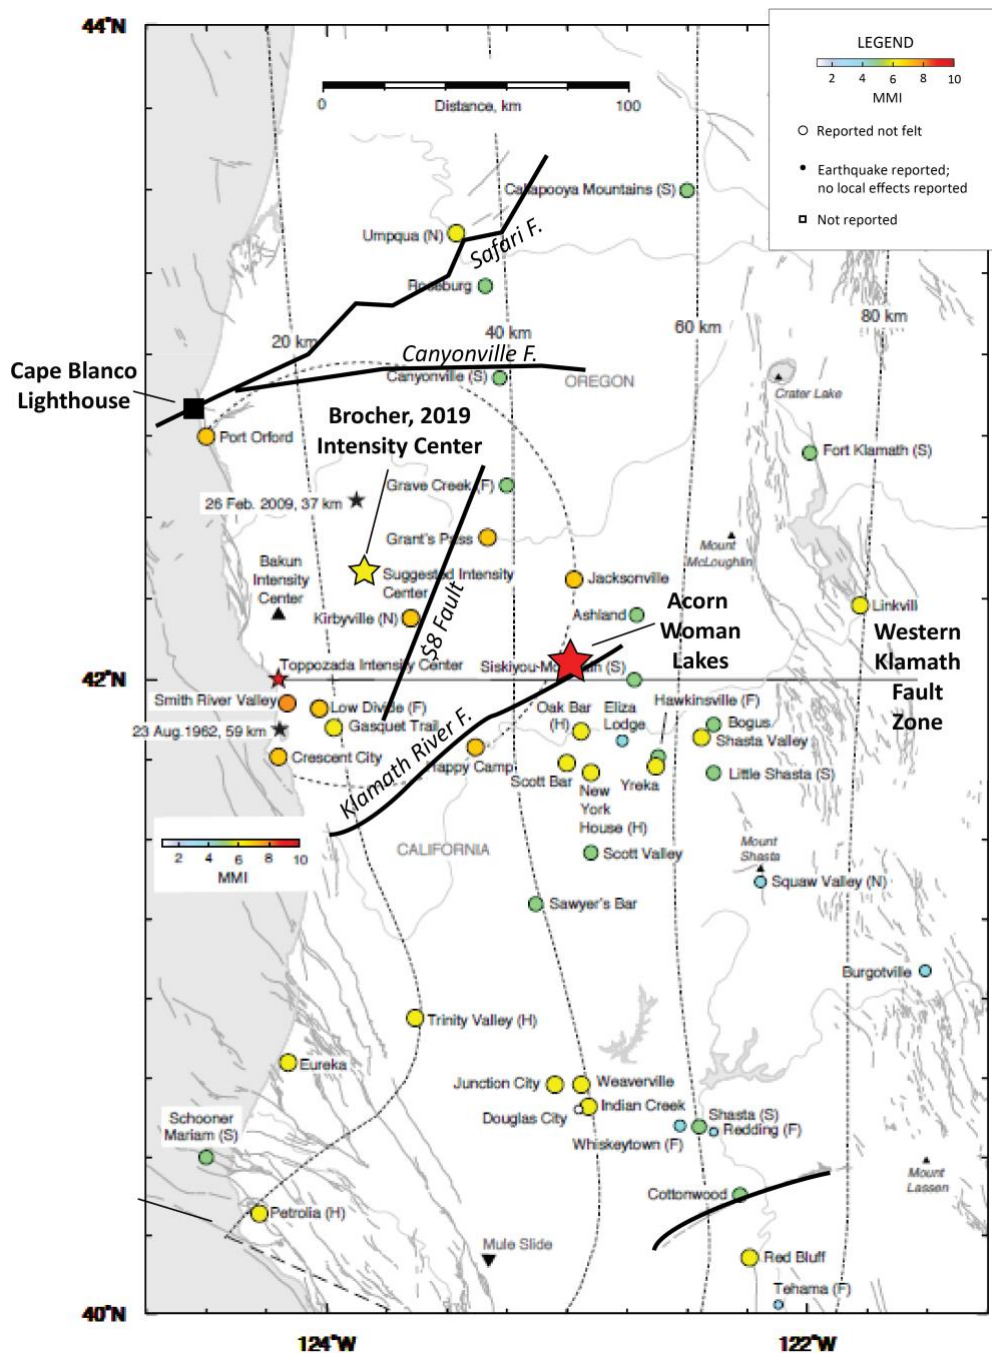 44°N
LEGEND
2 4 6 8 10
MMI
Reported not felt
Earthquake reported;
no local effects reported
Not reported
0 100
Distance, km
Callapooya Mountains (S)
Umpqua (N)
Safari F.
Roseburg
20 km
40 km
60 km
80 km
Canyonville F.
Canyonville (S)
OREGON
Cape Blanco
Lighthouse
Crater Lake
Port Orford
Brocher, 2019
Intensity Center
Fort Klamath (S)
Grave Creek (F)
26 Feb. 2009, 37 km
Grant's Pass
Mount
McLoughlin
Bakun
Intensity
Center
Suggested Intensity
Center
Jacksonville
Linkvill
Kirbyville (N)
S8 Fault
Ashland
Acorn
Woman
Lakes
Western
Klamath
Fault
Zone
42°N
Toppozada Intensity Center
Siskiyou Mountain (S)
Smith River Valley
Low Divide (F)
Gasquet Trail
23 Aug.1962, 59 km
Crescent City
Klamath River F.
Happy Camp
Oak Bar
(H)
Eliza
Lodge
Hawkinsville (F)
Bogus
Shasta Valley
Scott Bar
New
York
House (H)
Yreka
Little Shasta (S)
2 4 6 8 10
MMI
CALIFORNIA
Scott Valley
Mount
Shasta
Squaw Valley (N)
Sawyer's Bar
Burgotville
Trinity Valley (H)
Eureka
Junction City
Weaverville
Douglas City
Indian Creek
Whiskeytown (F)
Shasta (S)
Redding (F)
Schooner
Mariam (S)
Mount
Lassen
Cottonwood
Petrolia (H)
Mule Slide
Red Bluff
Tehama (F)
40°N
124°W
122°W